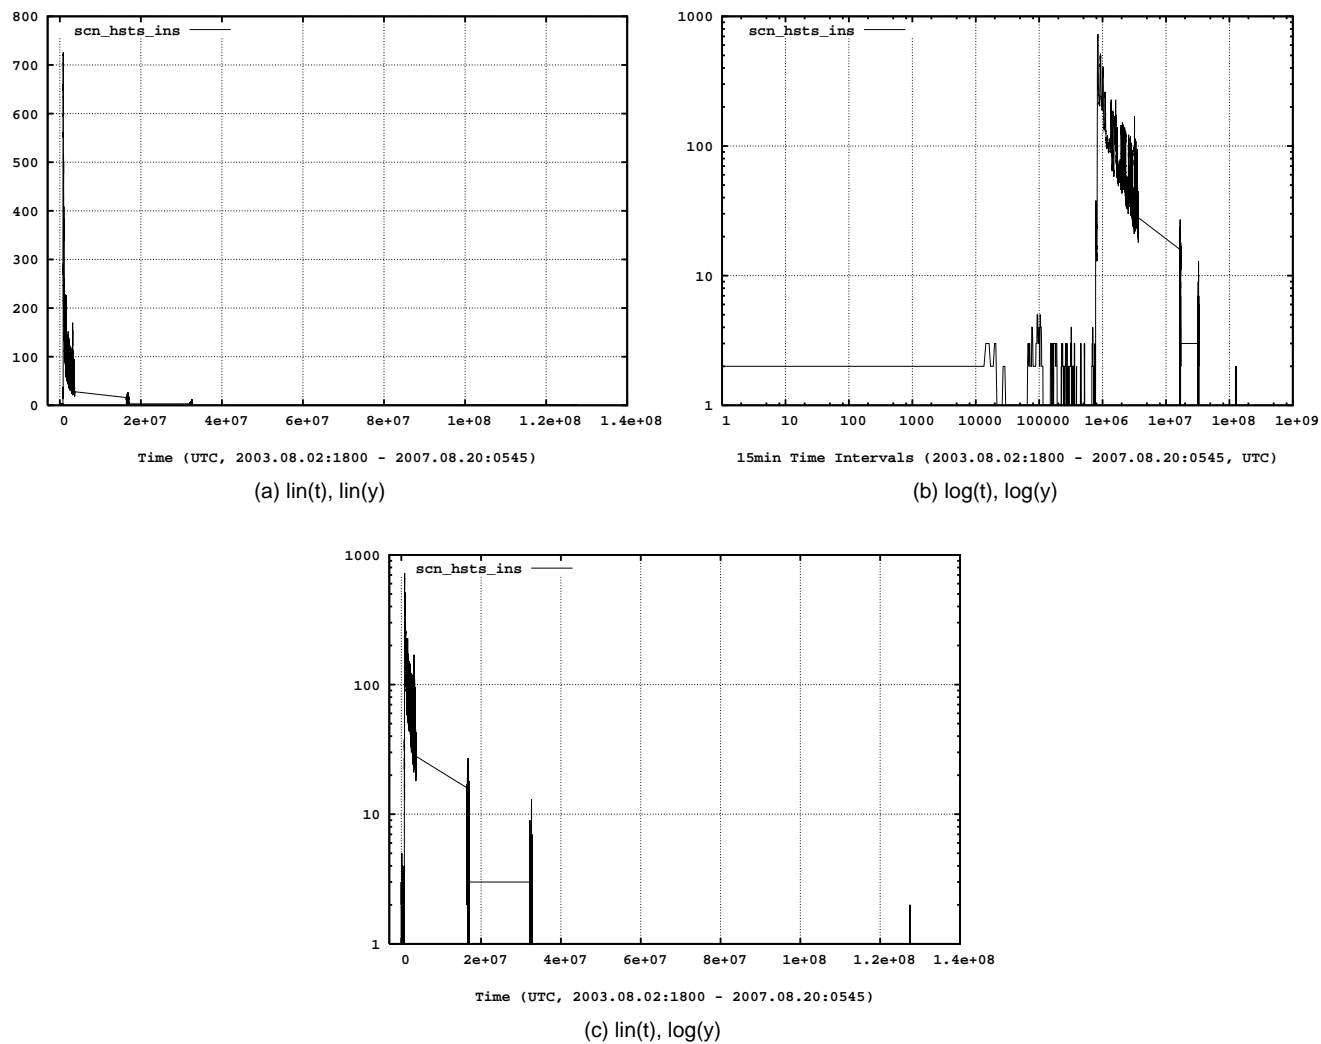 800
700
600
500
400
300
200
100
0
scn_hsts_ins
0 2e+07 4e+07 6e+07 8e+07 1e+08 1.2e+08 1.4e+08
Time (UTC, 2003.08.02:1800 - 2007.08.20:0545)
(a) lin(t), lin(y)
1000
100
10
1
scn_hsts_ins
1 10 100 1000 10000 100000 1e+06 1e+07 1e+08 1e+09
15min Time Intervals (2003.08.02:1800 - 2007.08.20:0545, UTC)
(b) log(t), log(y)
1000
100
10
1
scn_hsts_ins
0 2e+07 4e+07 6e+07 8e+07 1e+08 1.2e+08 1.4e+08
Time (UTC, 2003.08.02:1800 - 2007.08.20:0545)
(c) lin(t), log(y)